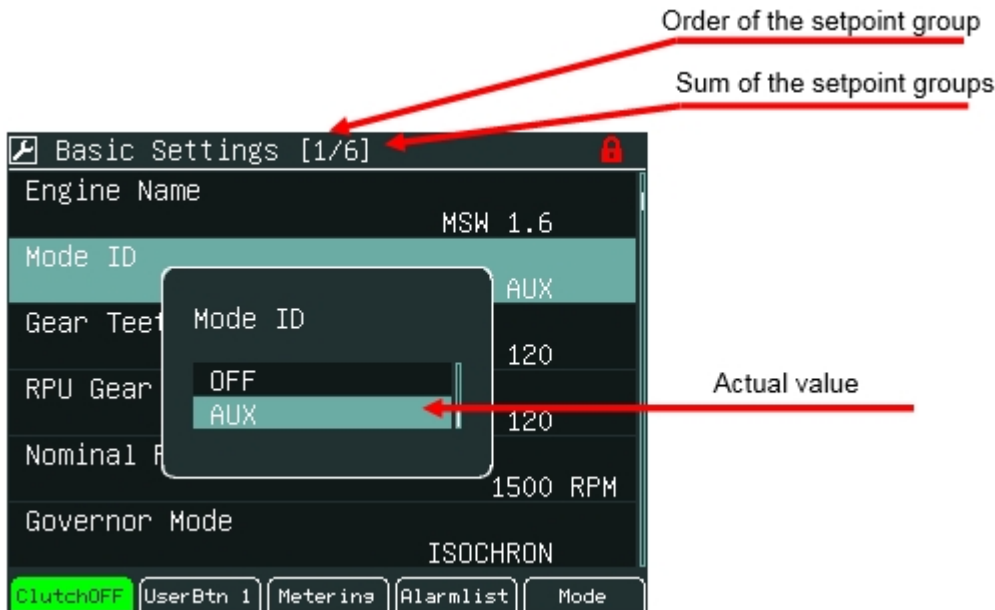 Order of the setpoint group
Sum of the setpoint groups
Basic Settings [1/6]
Engine Name
MSW 1.6
Mode ID
AUX
Gear Teet
120
RPU Gear
120
Nominal
1500 RPM
Governor Mode
ISOCHRON
Mode ID
OFF
AUX
Actual value
ClutchOFF UserBtn 1 Metering Alarmlist Mode